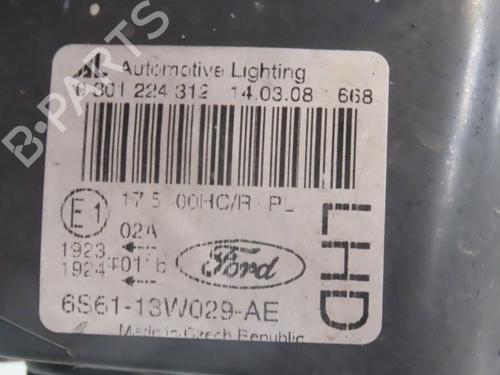 AL Automotive Lighting
0 301 224 312 14.03.08 668
E1 17 5 00HC/R PL
02A
1923
1924 01 b
Ford
6S61-13W029-AE
Made in Czech Republic
LHD
B-PARTS